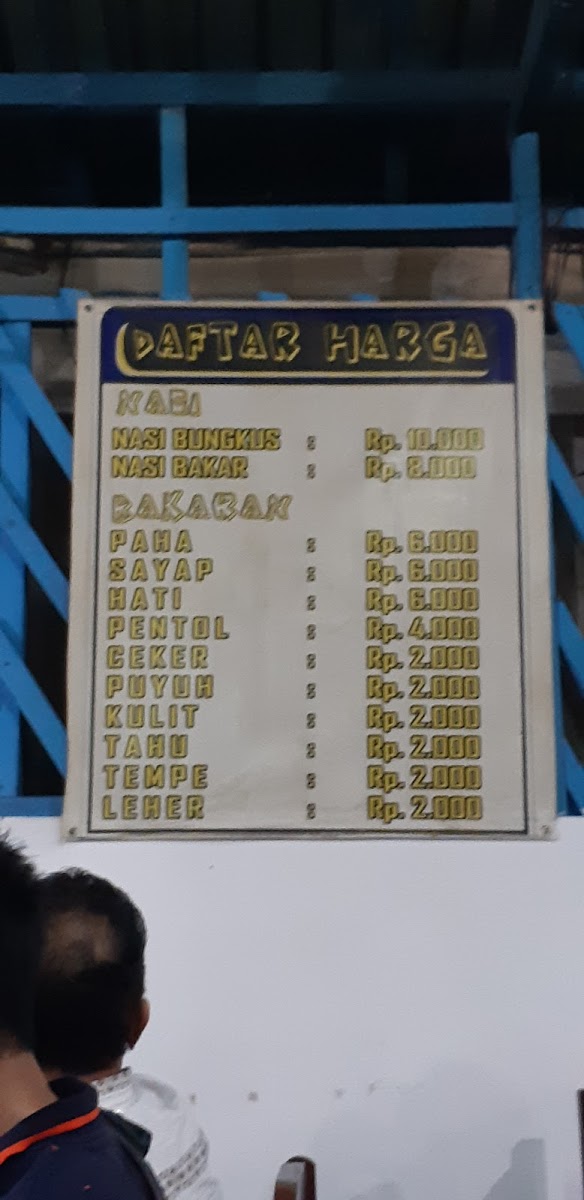 DAFTAR HARGA
NASI
NASI BUNGKUS : Rp. 10.000
NASI BAKAR : Rp. 8.000
BAKARAN
PAHA : Rp. 6.000
SAYAP : Rp. 6.000
HATI : Rp. 6.000
PENTOL : Rp. 4.000
CEKER : Rp. 2.000
PUYUH : Rp. 2.000
KULIT : Rp. 2.000
TAHU : Rp. 2.000
TEMPE : Rp. 2.000
LEHER : Rp. 2.000